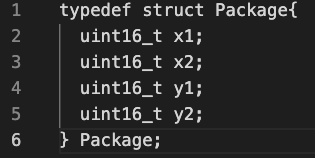 1 typedef struct Package{
2   uint16_t x1;
3   uint16_t x2;
4   uint16_t y1;
5   uint16_t y2;
6 } Package;